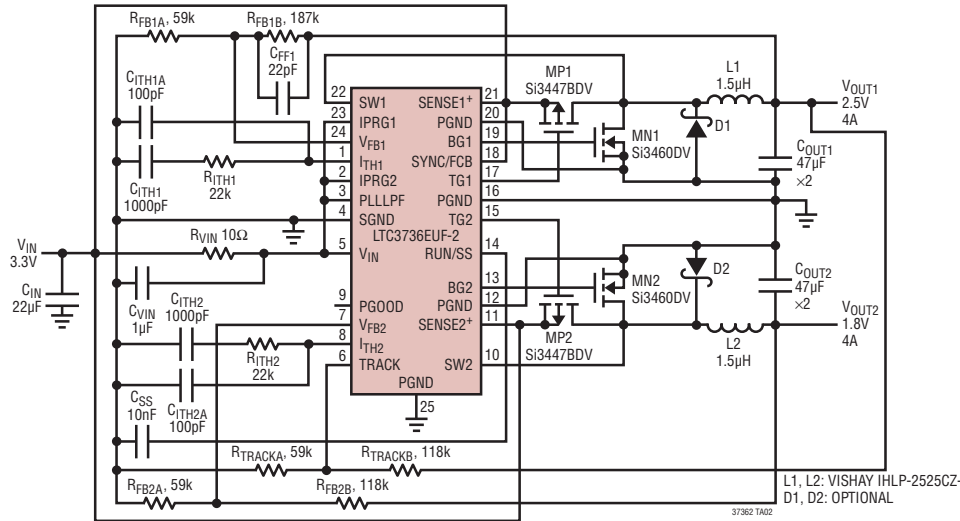 RFB1A, 59k
RFB1B, 187k
CFF1
22pF
CITH1A
100pF
CITH1
1000pF
RITH1
22k
VIN
3.3V
CIN
22µF
RVIN 10Ω
CVIN
1µF
CITH2
1000pF
RITH2
22k
CITH2A
100pF
CSS
10nF
RTRACKA, 59k
RTRACKB, 118k
RFB2A, 59k
RFB2B, 118k
22 SW1
23 IPRG1
24 VFB1
1 ITH1
2 IPRG2
3 PLLLPF
4 SGND
LTC3736EUF-2
5 VIN
9 PGOOD
7 VFB2
8 ITH2
6 TRACK
PGND
25
SENSE1+ 21
PGND 20
BG1 19
SYNC/FCB 18
TG1 17
PGND 16
TG2 15
RUN/SS 14
BG2 13
PGND 12
SENSE2+ 11
SW2 10
MP1
Si3447BDV
MN1
Si3460DV
L1
1.5µH
D1
VOUT1
2.5V
4A
COUT1
47µF
×2
MN2
Si3460DV
MP2
Si3447BDV
D2
L2
1.5µH
COUT2
47µF
×2
VOUT2
1.8V
4A
L1, L2: VISHAY IHLP-2525CZ-
D1, D2: OPTIONAL
37362 TA02